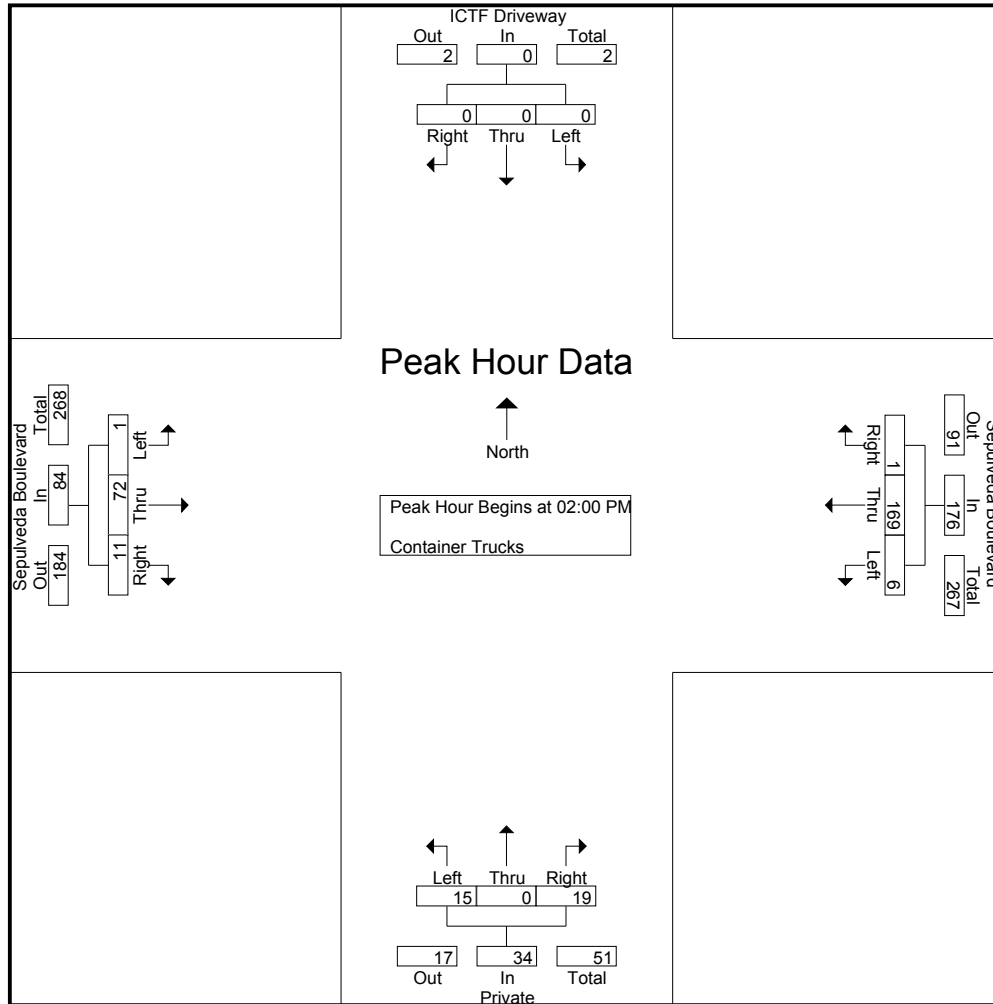 ICTF Driveway
Out In Total
2 0 2
0 0 0
Right Thru Left
Peak Hour Data
North
Peak Hour Begins at 02:00 PM
Container Trucks
Sepulveda Boulevard
Total In Out
268 84 184
1 72 11
Left Thru Right
Sepulveda Boulevard
Out In Total
91 176 267
1 169 6
Right Thru Left
Left Thru Right
15 0 19
17 34 51
Out In Total
Private